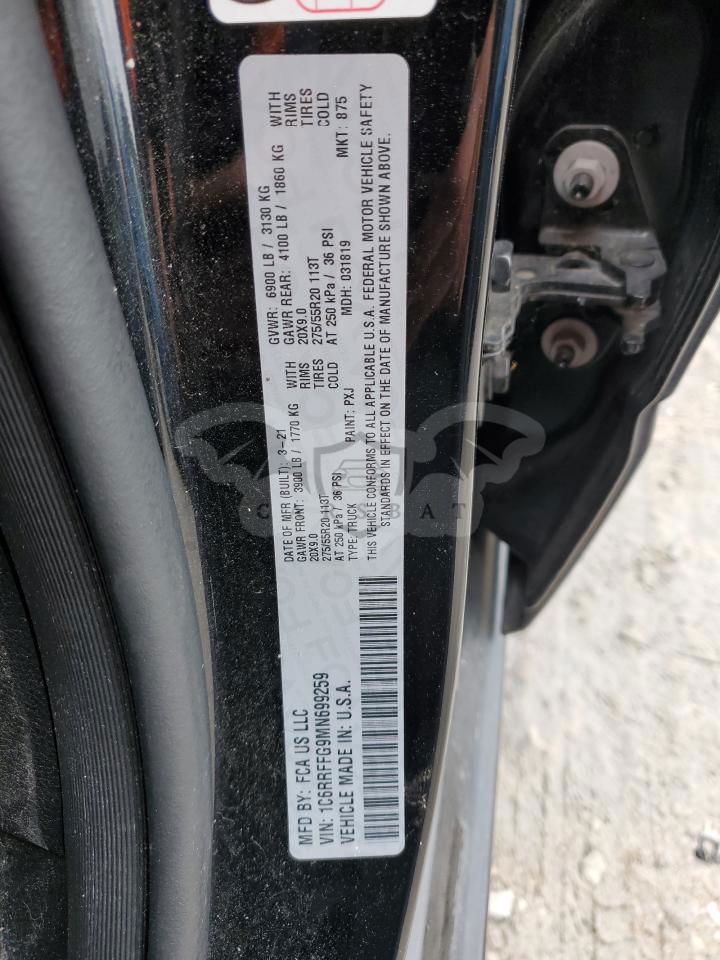 MFD BY: FCA US LLC
VIN: 1C6RRFFG9MN699259
VEHICLE MADE IN: U.S.A.
DATE OF MFR (BUILT): 3-21
GAWR FRONT: 3900 LB / 1770 KG WITH
20X9.0 RIMS
275/55R20 113T TIRES
AT 250 kPa / 36 PSI COLD
TYPE: TRUCK PAINT: PXJ
GVWR: 6900 LB / 3130 KG
GAWR REAR: 4100 LB / 1860 KG WITH
20X9.0 RIMS
275/55R20 113T TIRES
AT 250 kPa / 36 PSI COLD
MDH: 031819 MKT: 875
THIS VEHICLE CONFORMS TO ALL APPLICABLE U.S.A. FEDERAL MOTOR VEHICLE SAFETY
STANDARDS IN EFFECT ON THE DATE OF MANUFACTURE SHOWN ABOVE.
CARSBAT